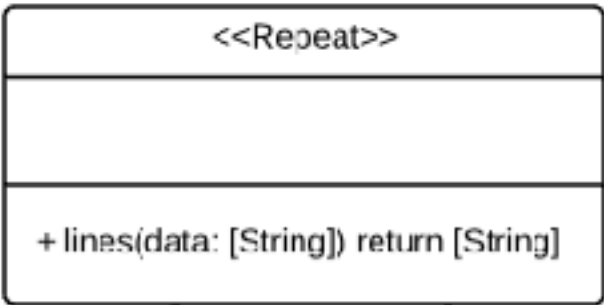 <<Repeat>>
+ lines(data: [String]) return [String]